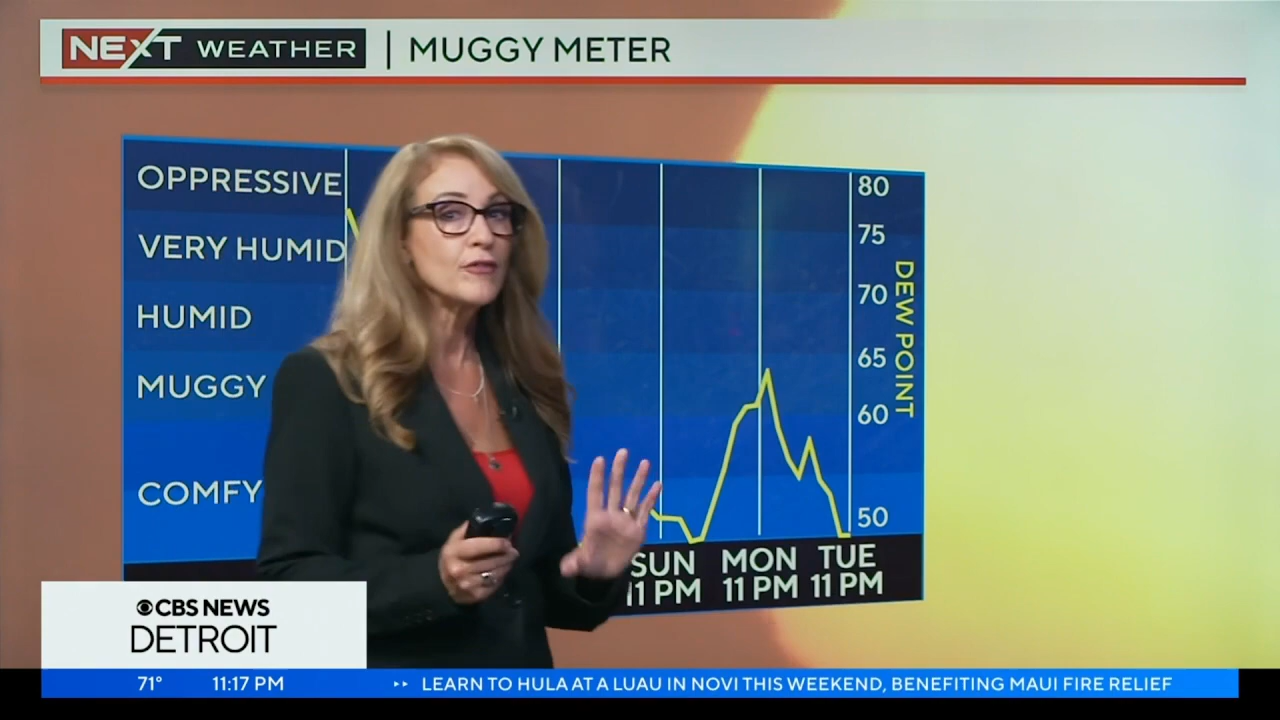 NEXT WEATHER | MUGGY METER
OPPRESSIVE
VERY HUMID
HUMID
MUGGY
COMFY
80
75
70
65
60
50
DEW POINT
SUN MON TUE
11 PM 11 PM 11 PM
CBS NEWS
DETROIT
71° 11:17 PM LEARN TO HULA AT A LUAU IN NOVI THIS WEEKEND, BENEFITING MAUI FIRE RELIEF